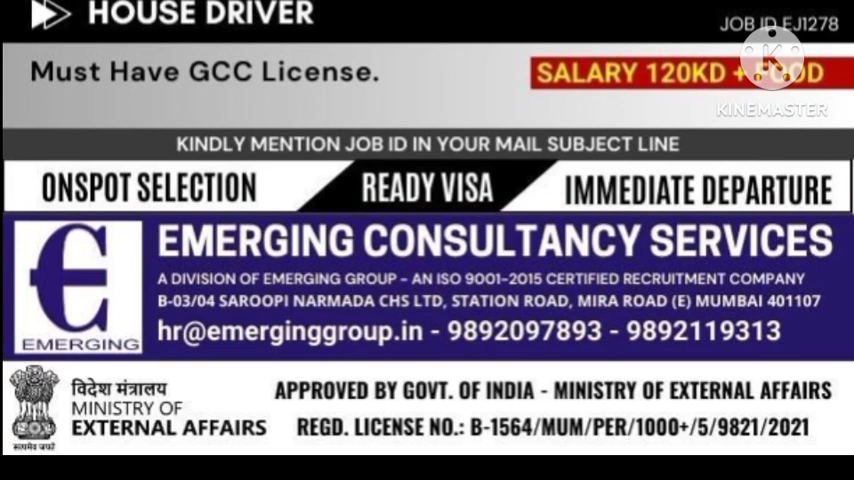 HOUSE DRIVER
JOB ID EJ1278
Must Have GCC License.
SALARY 120KD + FOOD
KINEMASTER
KINDLY MENTION JOB ID IN YOUR MAIL SUBJECT LINE
ONSPOT SELECTION READY VISA IMMEDIATE DEPARTURE
EMERGING CONSULTANCY SERVICES
A DIVISION OF EMERGING GROUP - AN ISO 9001-2015 CERTIFIED RECRUITMENT COMPANY
B-03/04 SAROOPI NARMADA CHS LTD, STATION ROAD, MIRA ROAD (E) MUMBAI 401107
hr@emerginggroup.in - 9892097893 - 9892119313
EMERGING
विदेश मंत्रालय
MINISTRY OF
EXTERNAL AFFAIRS
सत्यमेव जयते
APPROVED BY GOVT. OF INDIA - MINISTRY OF EXTERNAL AFFAIRS
REGD. LICENSE NO.: B-1564/MUM/PER/1000+/5/9821/2021